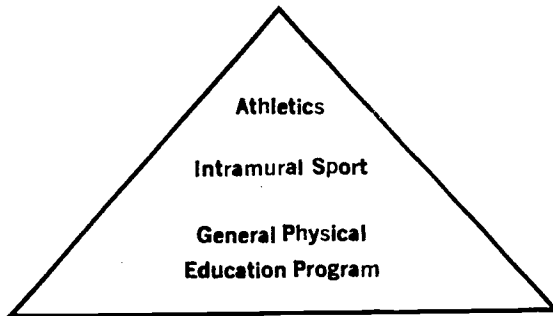 Athletics
Intramural Sport
General Physical
Education Program